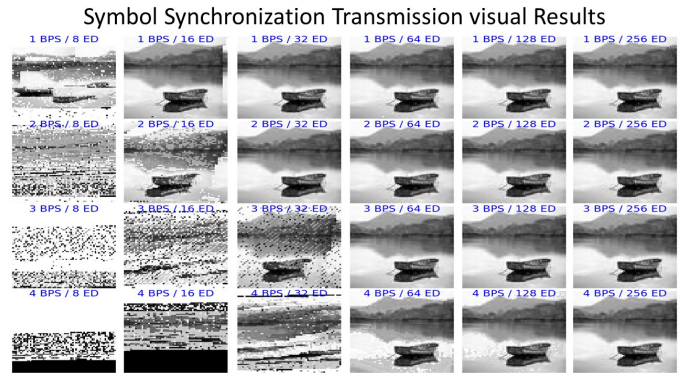 Symbol Synchronization Transmission visual Results
1 BPS / 8 ED 1 BPS / 16 ED 1 BPS / 32 ED 1 BPS / 64 ED 1 BPS / 128 ED 1 BPS / 256 ED
2 BPS / 8 ED 2 BPS / 16 ED 2 BPS / 32 ED 2 BPS / 64 ED 2 BPS / 128 ED 2 BPS / 256 ED
3 BPS / 8 ED 3 BPS / 16 ED 3 BPS / 32 ED 3 BPS / 64 ED 3 BPS / 128 ED 3 BPS / 256 ED
4 BPS / 8 ED 4 BPS / 16 ED 4 BPS / 32 ED 4 BPS / 64 ED 4 BPS / 128 ED 4 BPS / 256 ED